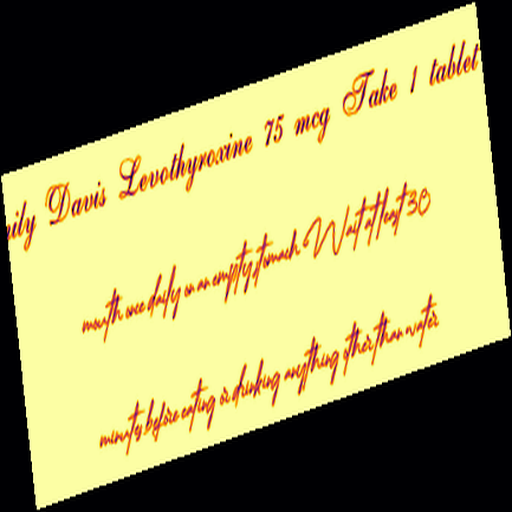 Davis Levothyroxine 75 mcg Take 1 tablet
mouth once daily on an empty stomach Wait at least 30
minutes before eating or drinking anything other than water